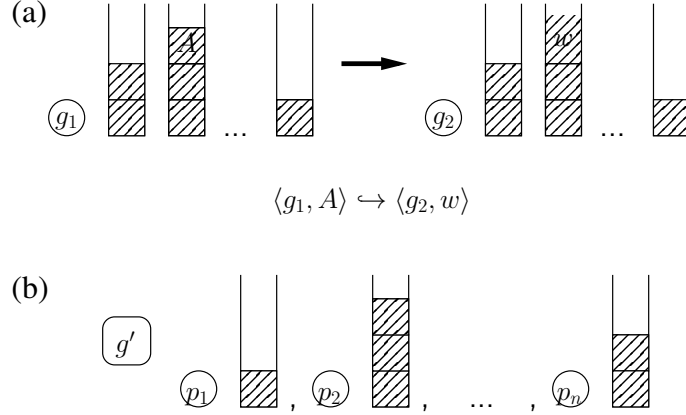 (a)
A w
g₁ ... g₂ ...
⟨g₁, A⟩ ↪ ⟨g₂, w⟩
(b)
g′
p₁ , p₂ , ... , pₙ